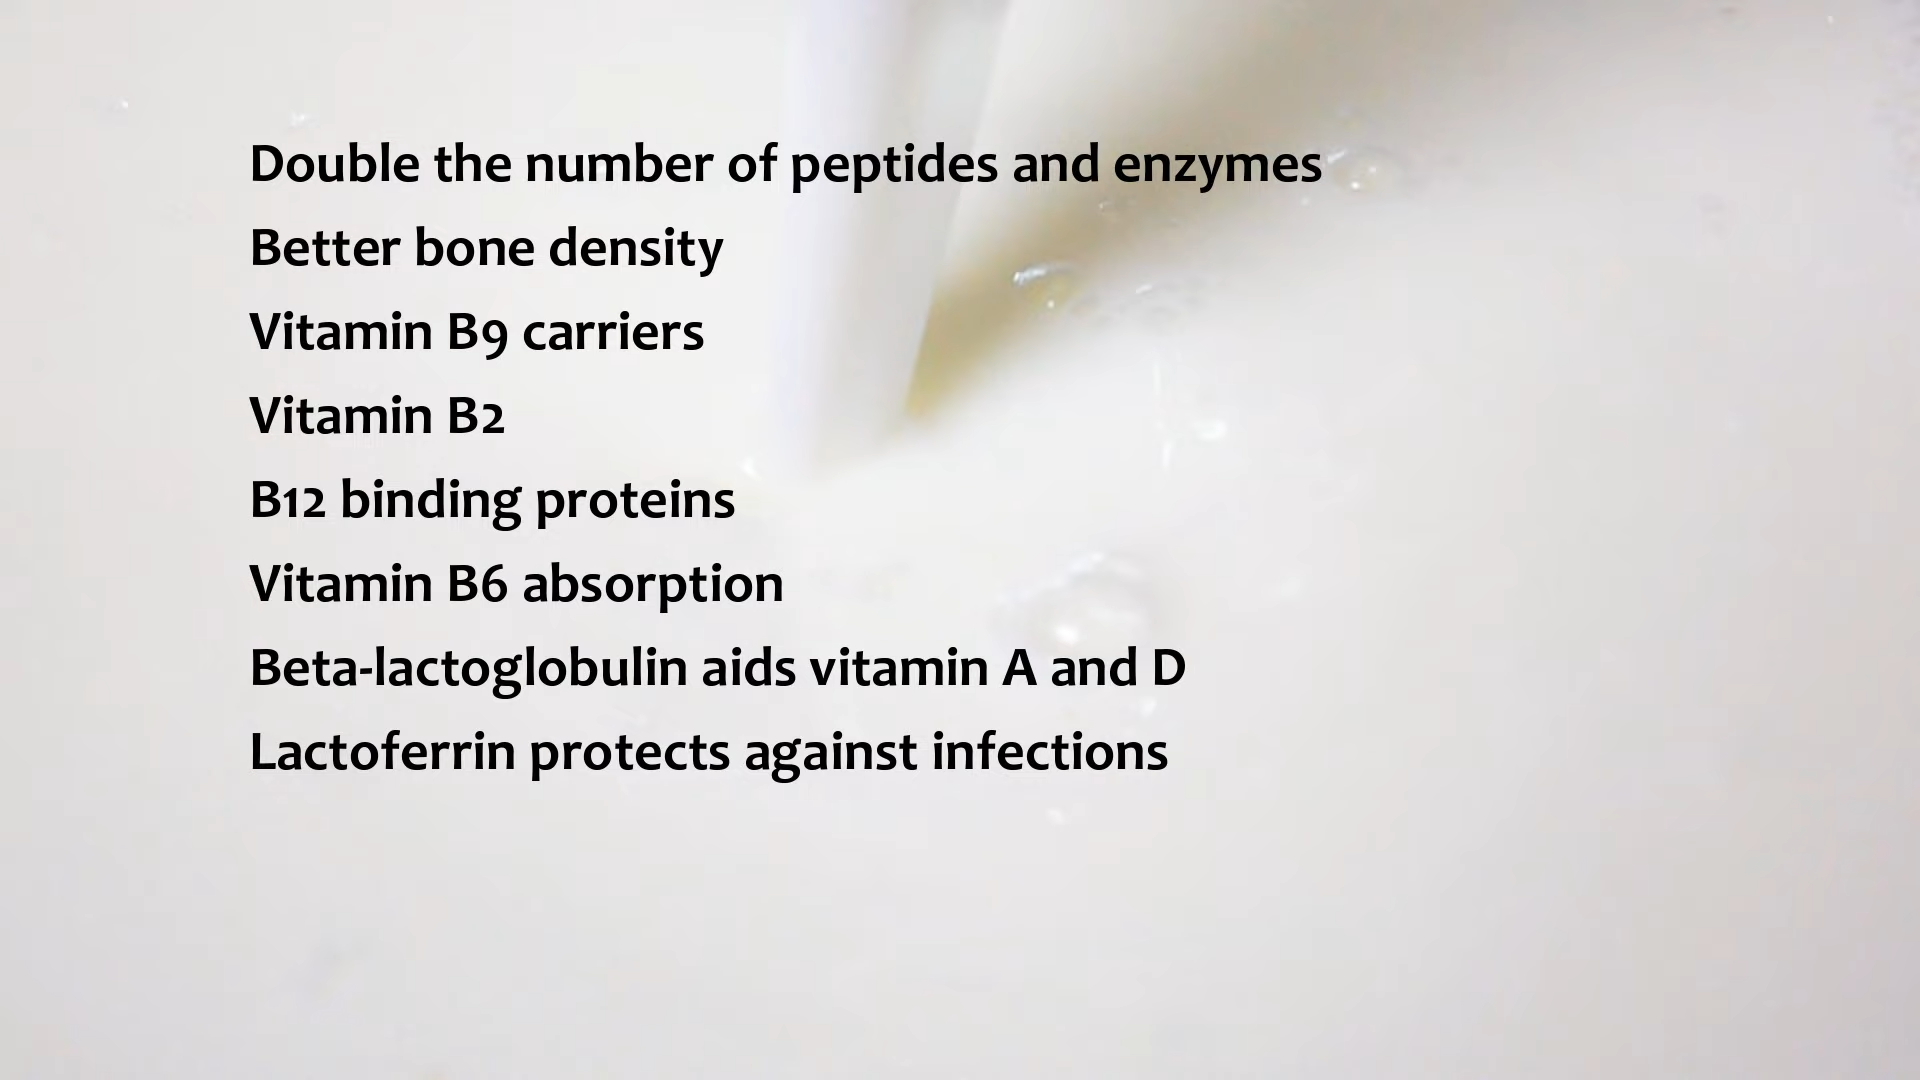 Double the number of peptides and enzymes
Better bone density
Vitamin B9 carriers
Vitamin B2
B12 binding proteins
Vitamin B6 absorption
Beta-lactoglobulin aids vitamin A and D
Lactoferrin protects against infections